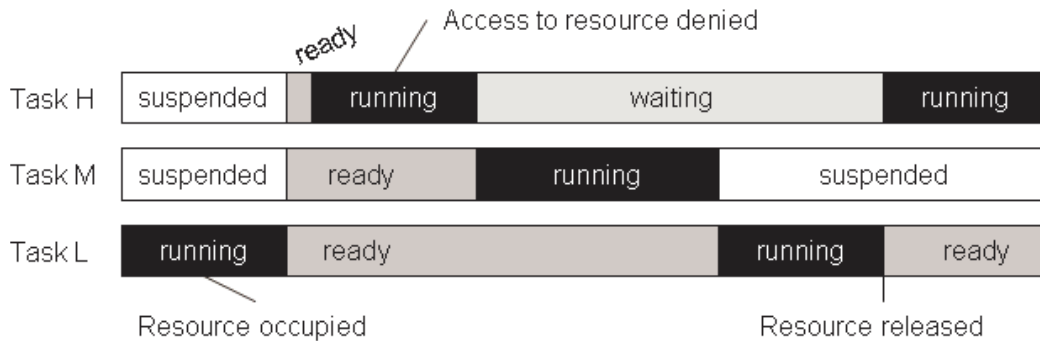 Access to resource denied
ready
Task H suspended running waiting running
Task M suspended ready running suspended
Task L running ready running ready
Resource occupied Resource released